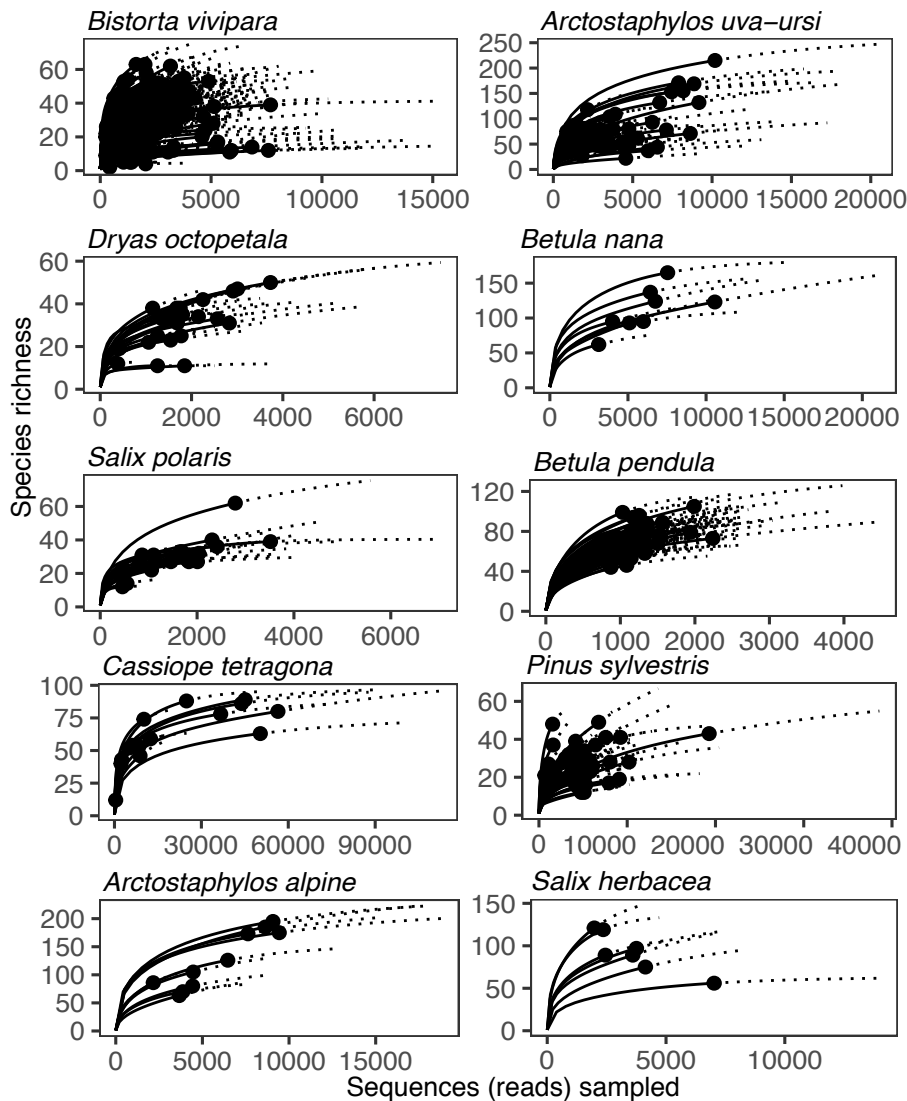 Bistorta vivipara
60
40
20
0
0 5000 10000 15000
Arctostaphylos uva−ursi
250
200
150
100
50
0
0 5000 10000 15000 20000
Dryas octopetala
60
40
20
0
0 2000 4000 6000
Betula nana
150
100
50
0
0 5000 10000 15000 20000
Species richness
Salix polaris
60
40
20
0
0 2000 4000 6000
Betula pendula
120
80
40
0
0 1000 2000 3000 4000
Cassiope tetragona
100
75
50
25
0
0 30000 60000 90000
Pinus sylvestris
60
40
20
0
0 10000 20000 40000
Arctostaphylos alpine
200
150
100
50
0
0 5000 10000 15000
Salix herbacea
150
100
50
0
0 5000 10000
Sequences (reads) sampled